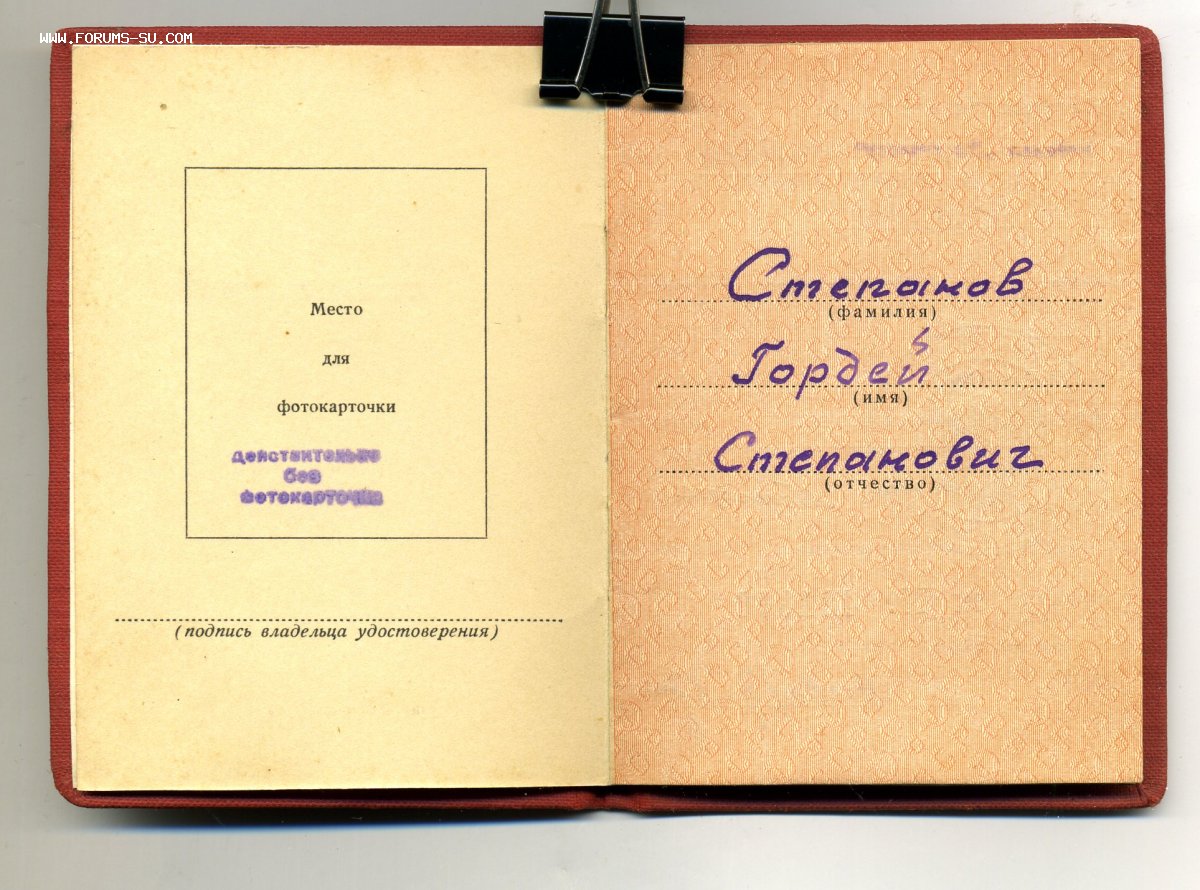 WWW.FORUMS-SU.COM
Место
для
фотокарточки
действительно
без
фотокарточки
(подпись владельца удостоверения)
Степанов
(фамилия)
Гордей
(имя)
Степанович
(отчество)